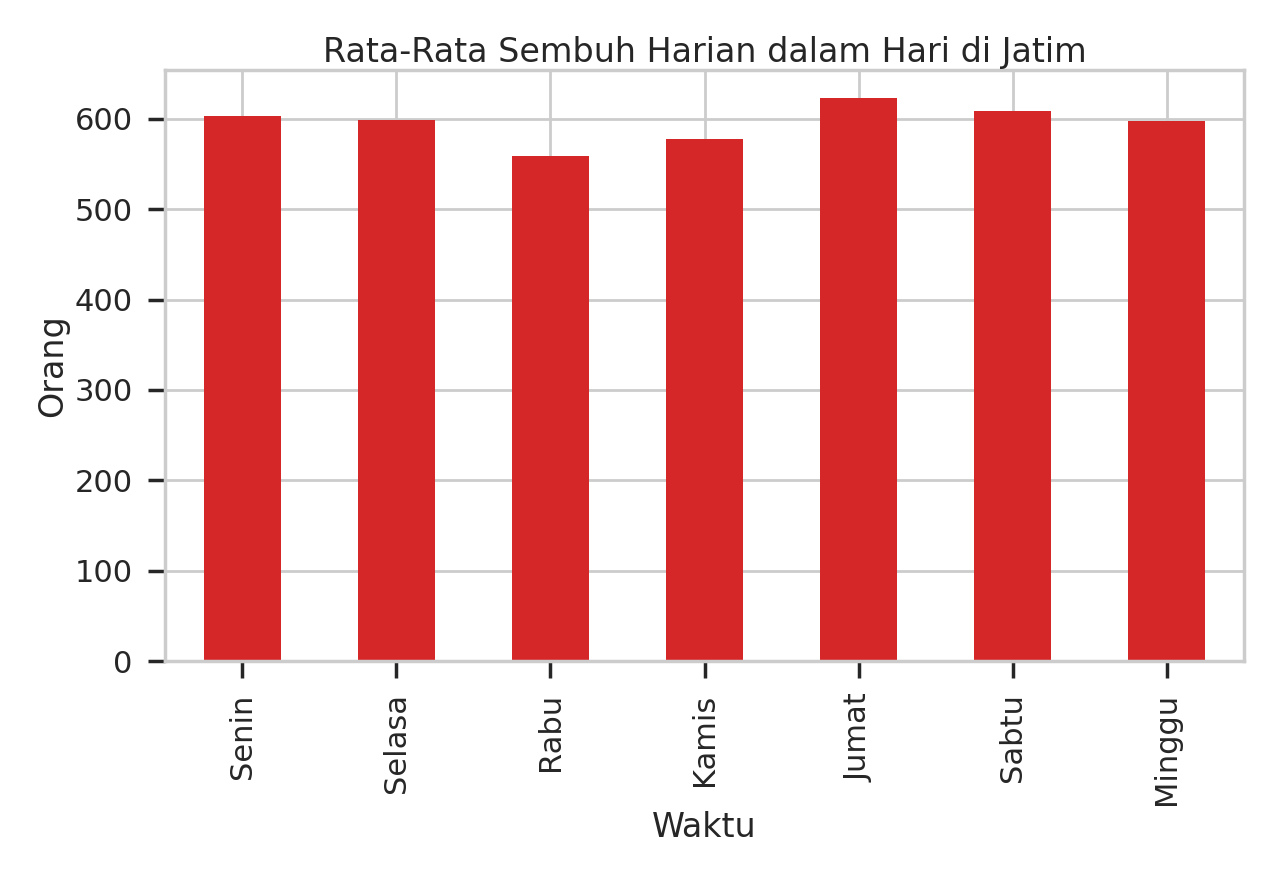 Rata-Rata Sembuh Harian dalam Hari di Jatim
600
500
400
300
200
100
0
Orang
Senin
Selasa
Rabu
Kamis
Jumat
Sabtu
Minggu
Waktu